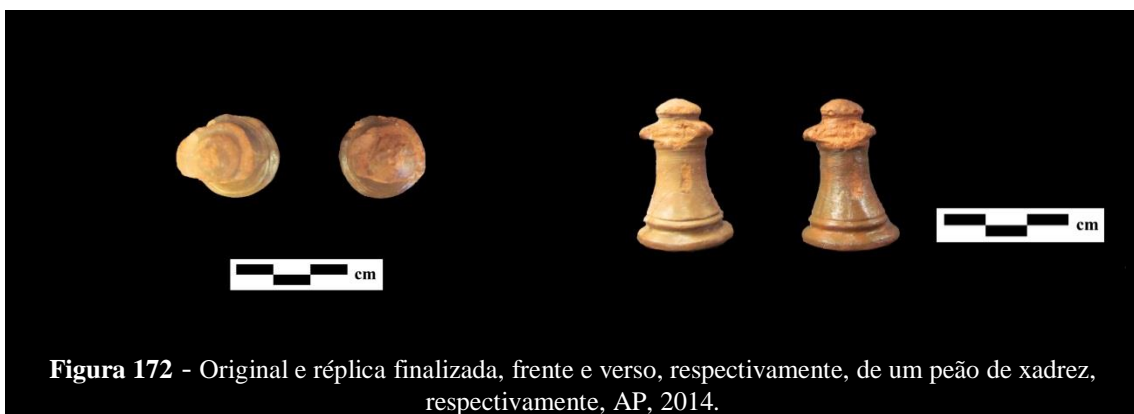 cm
cm
Figura 172 - Original e réplica finalizada, frente e verso, respectivamente, de um peão de xadrez,
respectivamente, AP, 2014.